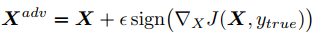 X^{adv} = X + ϵ sign(∇_X J(X, y_{true}))